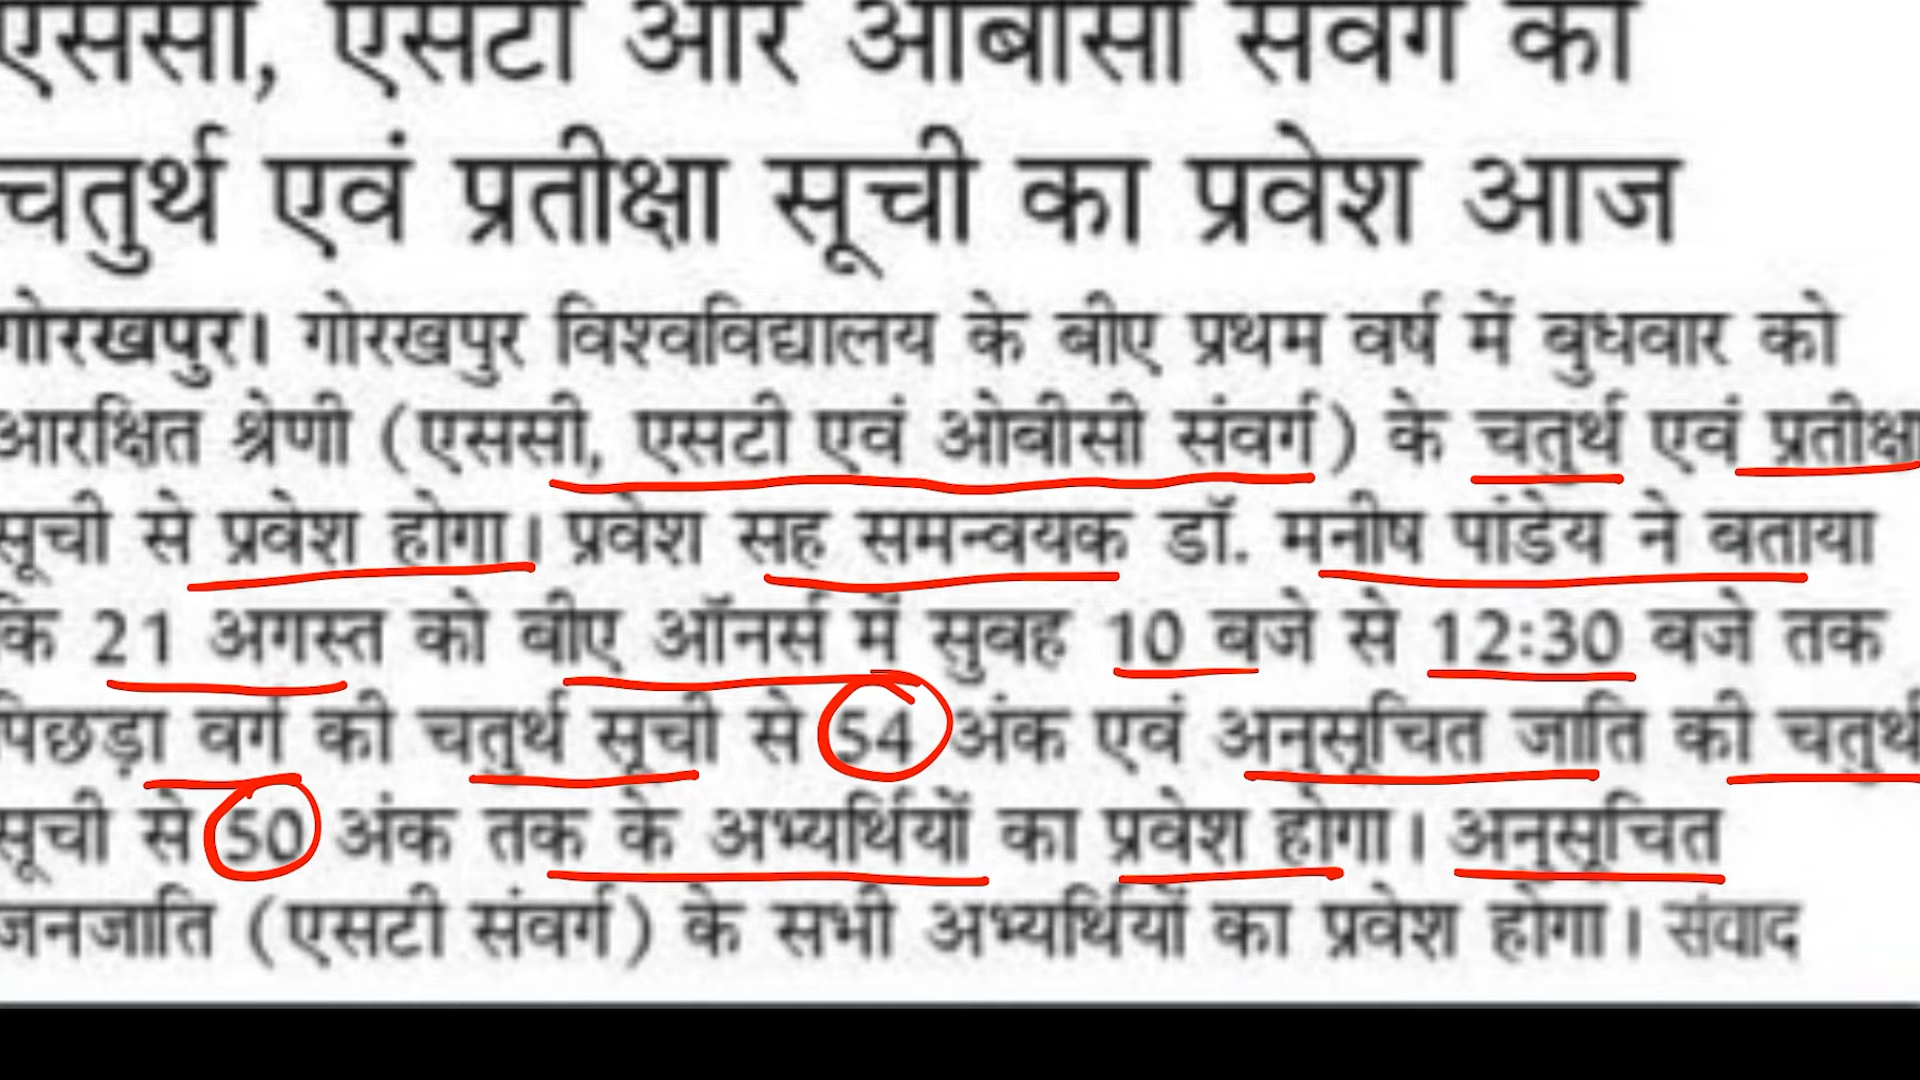 एससी, एसटी और ओबीसी संवर्ग का
चतुर्थ एवं प्रतीक्षा सूची का प्रवेश आज
गोरखपुर। गोरखपुर विश्वविद्यालय के बीए प्रथम वर्ष में बुधवार को
आरक्षित श्रेणी (एससी, एसटी एवं ओबीसी संवर्ग) के चतुर्थ एवं प्रतीक्षा
सूची से प्रवेश होगा। प्रवेश सह समन्वयक डॉ. मनीष पांडेय ने बताया
कि 21 अगस्त को बीए ऑनर्स में सुबह 10 बजे से 12:30 बजे तक
पिछड़ा वर्ग की चतुर्थ सूची से 54 अंक एवं अनुसूचित जाति की चतुर्थ
सूची से 50 अंक तक के अभ्यर्थियों का प्रवेश होगा। अनुसूचित
जनजाति (एसटी संवर्ग) के सभी अभ्यर्थियों का प्रवेश होगा। संवाद